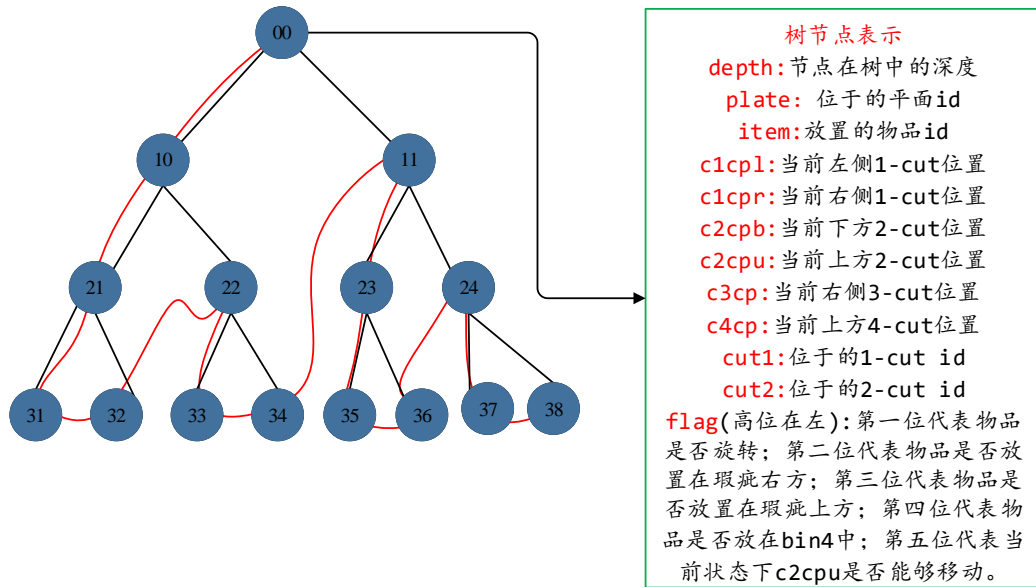 00
10
11
21
22
23
24
31
32
33
34
35
36
37
38
树节点表示
depth:节点在树中的深度
plate: 位于的平面id
item:放置的物品id
c1cpl:当前左侧1-cut位置
c1cpr:当前右侧1-cut位置
c2cpb:当前下方2-cut位置
c2cpu:当前上方2-cut位置
c3cp:当前右侧3-cut位置
c4cp:当前上方4-cut位置
cut1:位于的1-cut id
cut2:位于的2-cut id
flag(高位在左):第一位代表物品
是否旋转；第二位代表物品是否放
置在瑕疵右方；第三位代表物品是
否放置在瑕疵上方；第四位代表物
品是否放在bin4中；第五位代表当
前状态下c2cpu是否能够移动。